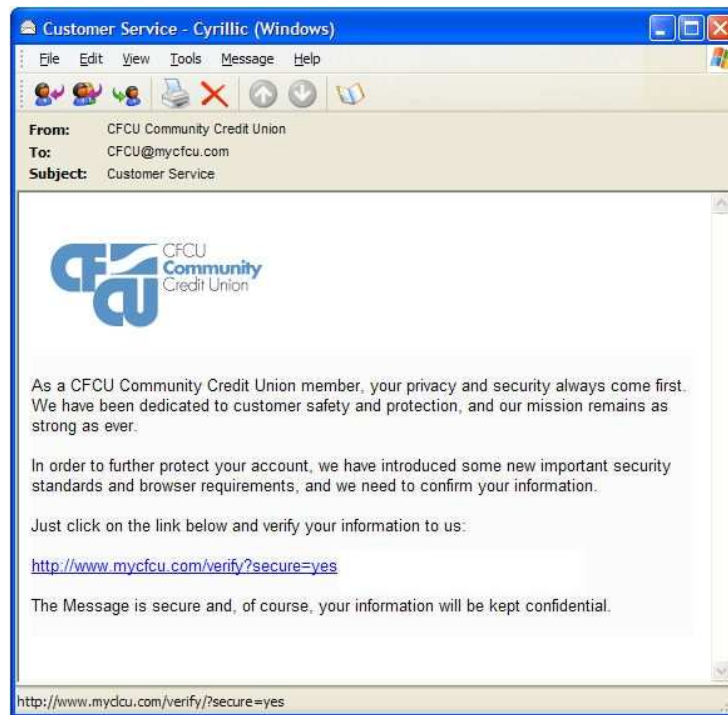 Customer Service - Cyrillic (Windows)
File Edit View Tools Message Help
From: CFCU Community Credit Union
To: CFCU@mycfcu.com
Subject: Customer Service
CFCU
CFCU
Community
Credit Union
As a CFCU Community Credit Union member, your privacy and security always come first.
We have been dedicated to customer safety and protection, and our mission remains as
strong as ever.
In order to further protect your account, we have introduced some new important security
standards and browser requirements, and we need to confirm your information.
Just click on the link below and verify your information to us:
http://www.mycfcu.com/verify?secure=yes
The Message is secure and, of course, your information will be kept confidential.
http://www.myclcu.com/verify/?secure=yes